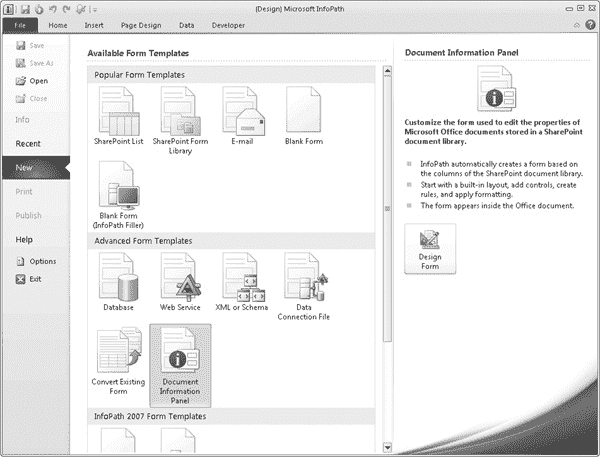 (Design) Microsoft InfoPath
File Home Insert Page Design Data Developer
Save
Save As
Open
Close
Info
Recent
New
Print
Publish
Help
Options
Exit
Available Form Templates
Popular Form Templates
SharePoint List
SharePoint Form
Library
E-mail
Blank Form
Blank Form
(InfoPath Filler)
Advanced Form Templates
Database
Web Service
XML or Schema
Data
Connection File
Convert Existing
Form
Document
Information
Panel
InfoPath 2007 Form Templates
Document Information Panel
Customize the form used to edit the properties of
Microsoft Office documents stored in a SharePoint
document library.
InfoPath automatically creates a form based on
the columns of the SharePoint document library.
Start with a built-in layout, add controls, create
rules, and apply formatting.
The form appears inside the Office document.
Design
Form